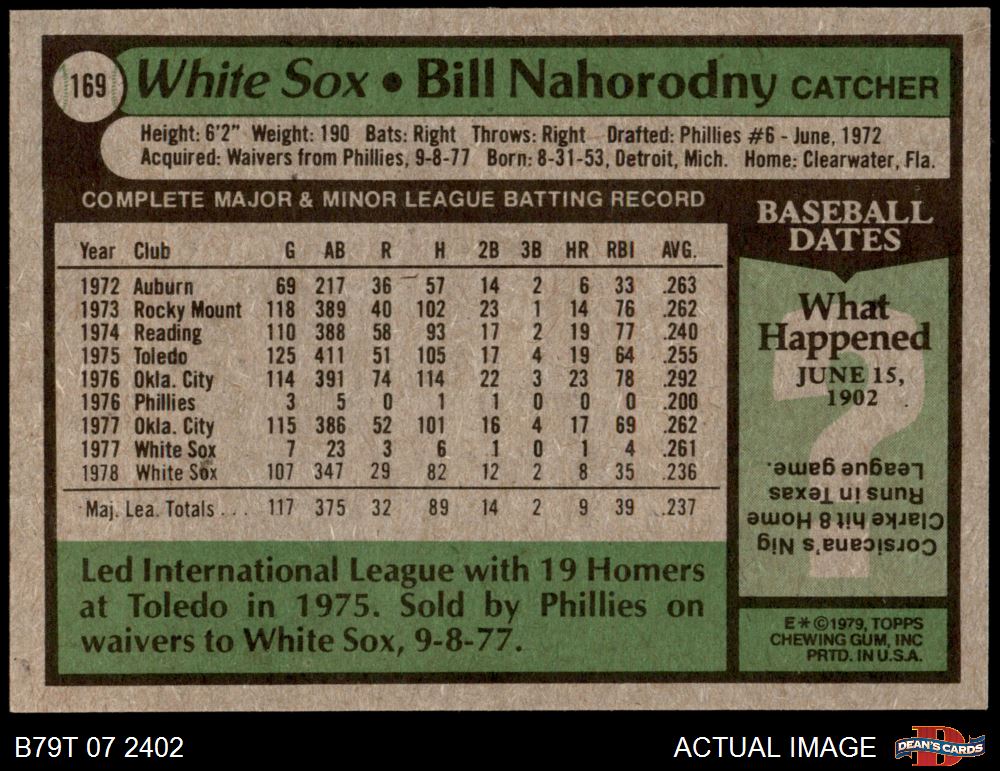 169 White Sox • Bill Nahorodny CATCHER
Height: 6'2" Weight: 190 Bats: Right Throws: Right Drafted: Phillies #6 - June, 1972
Acquired: Waivers from Phillies, 9-8-77 Born: 8-31-53, Detroit, Mich. Home: Clearwater, Fla.
COMPLETE MAJOR & MINOR LEAGUE BATTING RECORD
Year Club G AB R H 2B 3B HR RBI AVG.
1972 Auburn 69 217 36 57 14 2 6 33 .263
1973 Rocky Mount 118 389 40 102 23 1 14 76 .262
1974 Reading 110 388 58 93 17 2 19 77 .240
1975 Toledo 125 411 51 105 17 4 19 64 .255
1976 Okla. City 114 391 74 114 22 3 23 78 .292
1976 Phillies 3 5 0 1 1 0 0 0 .200
1977 Okla. City 115 386 52 101 16 4 17 69 .262
1977 White Sox 7 23 3 6 1 0 1 4 .261
1978 White Sox 107 347 29 82 12 2 8 35 .236
Maj. Lea. Totals . . . 117 375 32 89 14 2 9 39 .237
Led International League with 19 Homers
at Toledo in 1975. Sold by Phillies on
waivers to White Sox, 9-8-77.
BASEBALL
DATES
What
Happened
JUNE 15,
1902
?
Corsicana's Nig
Clarke hit 8 Home
Runs in Texas
League game.
E*©1979, TOPPS
CHEWING GUM, INC
PRTD. IN U.S.A.
B79T 07 2402
ACTUAL IMAGE
D
DEAN'S CARDS